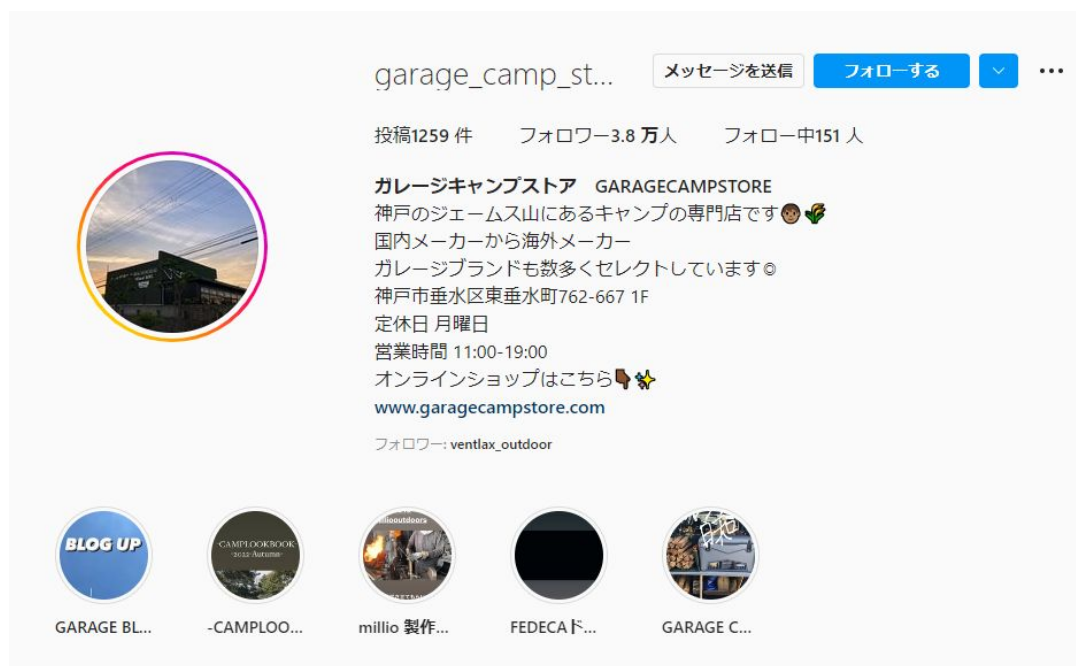 garage_camp_st...
メッセージを送信
フォローする
投稿1259 件
フォロワー3.8 万人
フォロー中151 人
ガレージキャンプストア GARAGECAMPSTORE
神戸のジェームス山にあるキャンプの専門店です🧑🏾🌾
国内メーカーから海外メーカー
ガレージブランドも数多くセレクトしています◎
神戸市垂水区東垂水町762-667 1F
定休日 月曜日
営業時間 11:00-19:00
オンラインショップはこちら👇🏾✨
www.garagecampstore.com
フォロワー: ventlax_outdoor
BLOG UP
CAMPLOOKBOOK
-2022 Autumn-
GARAGE BL...
-CAMPLOO...
millio 製作...
FEDECAド...
GARAGE C...